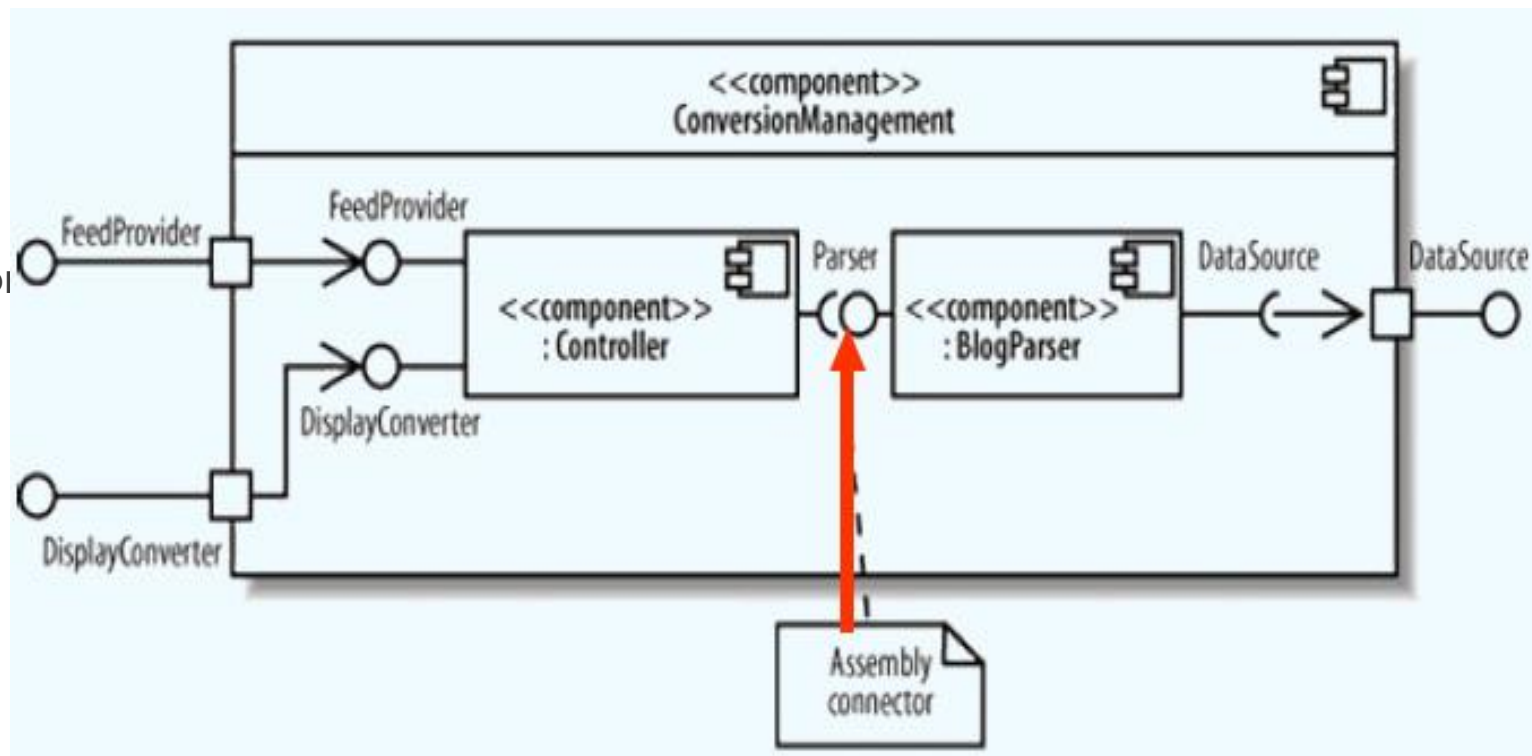 <<component>>
ConversionManagement
FeedProvider
FeedProvider
<<component>>
: Controller
Parser
<<component>>
: BlogParser
DataSource
DataSource
DisplayConverter
DisplayConverter
Assembly
connector